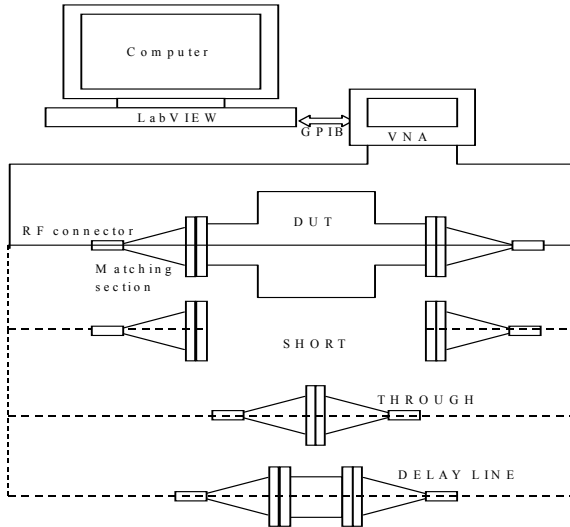 Computer
LabVIEW
GPIB
VNA
RF connector
DUT
Matching
section
SHORT
THROUGH
DELAY LINE